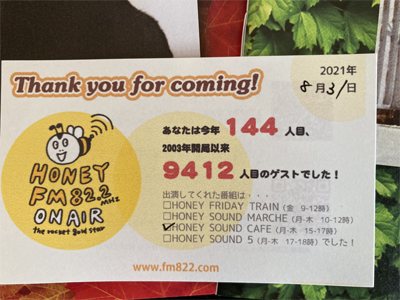 Thank you for coming!
2021年
8月31日
あなたは今年 144 人目、
2003年開局以来
9412 人目のゲストでした!
出演してくれた番組は・・・
□HONEY FRIDAY TRAIN (金 9-12時)
□HONEY SOUND MARCHE (月-木 10-12時)
☑HONEY SOUND CAFE (月-木 15-17時)
□HONEY SOUND 5 (月-木 17-18時) でした!
HONEY
FM 82.2
MHz
ON AIR
the rocket gold star
www.fm822.com